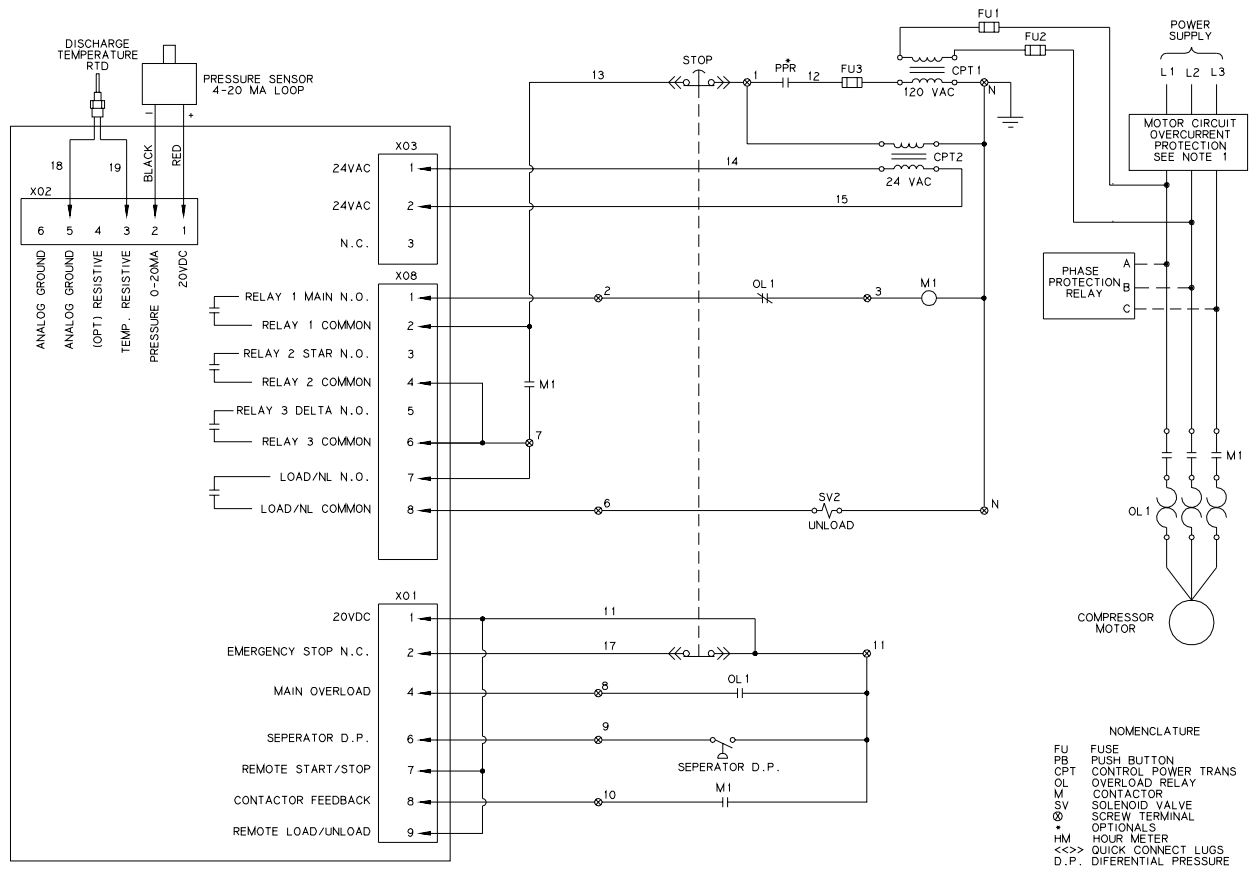 FU1
FU2
POWER
SUPPLY
L1 L2 L3
DISCHARGE
TEMPERATURE
RTD
PRESSURE SENSOR
4-20 MA LOOP
− +
18
19
BLACK
RED
X02
6 5 4 3 2 1
ANALOG GROUND
ANALOG GROUND
(OPT) RESISTIVE
TEMP. RESISTIVE
PRESSURE 0-20MA
20VDC
STOP
13
1
*
PPR
12
FU3
CPT1
120 VAC
N
MOTOR CIRCUIT
OVERCURRENT
PROTECTION
SEE NOTE 1
X03
24VAC 1
14
CPT2
24 VAC
24VAC 2
15
N.C. 3
PHASE
PROTECTION
RELAY
A
B
C
X08
RELAY 1 MAIN N.O. 1
2
OL1
3
M1
RELAY 1 COMMON 2
RELAY 2 STAR N.O. 3
RELAY 2 COMMON 4
M1
RELAY 3 DELTA N.O. 5
RELAY 3 COMMON 6
7
LOAD/NL N.O. 7
LOAD/NL COMMON 8
6
SV2
UNLOAD
N
M1
OL1
COMPRESSOR
MOTOR
X01
20VDC 1
11
EMERGENCY STOP N.C. 2
17
11
MAIN OVERLOAD 4
8
OL1
SEPERATOR D.P. 6
9
SEPERATOR D.P.
REMOTE START/STOP 7
CONTACTOR FEEDBACK 8
10
M1
REMOTE LOAD/UNLOAD 9
NOMENCLATURE
FU FUSE
PB PUSH BUTTON
CPT CONTROL POWER TRANS
OL OVERLOAD RELAY
M CONTACTOR
SV SOLENOID VALVE
⊗ SCREW TERMINAL
* OPTIONALS
HM HOUR METER
<<>> QUICK CONNECT LUGS
D.P. DIFERENTIAL PRESSURE